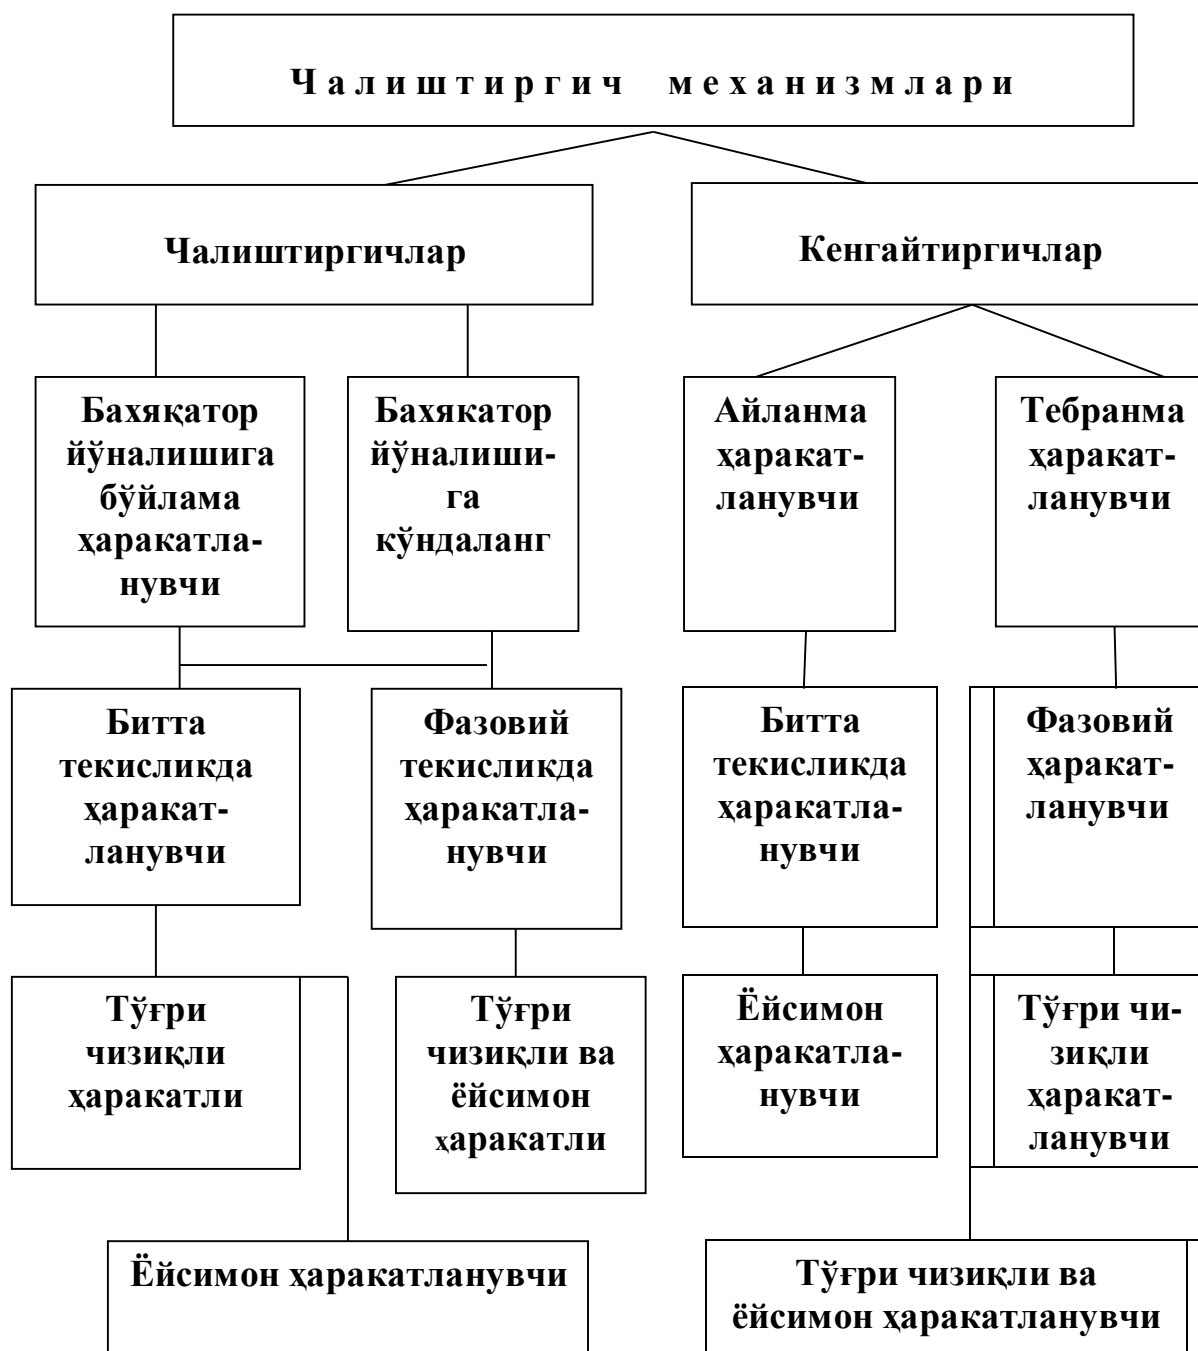 Чалиштиргич механизмлари
Чалиштиргичлар
Кенгайтиргичлар
Бахяқатор
йўналишига
бўйлама
ҳаракатла-
нувчи
Бахякатор
йўналиши-
га
кўндаланг
Айланма
ҳаракат-
ланувчи
Тебранма
ҳаракат-
ланувчи
Битта
текисликда
ҳаракат-
ланувчи
Фазовий
текисликда
ҳаракатла-
нувчи
Битта
текисликда
ҳаракатла-
нувчи
Фазовий
ҳаракат-
ланувчи
Тўғри
чизиқли
ҳаракатли
Тўғри
чизиқли ва
ёйсимон
ҳаракатли
Ёйсимон
ҳаракатла-
нувчи
Тўғри чи-
зиқли
ҳаракат-
ланувчи
Ёйсимон ҳаракатланувчи
Тўғри чизиқли ва
ёйсимон ҳаракатланувчи